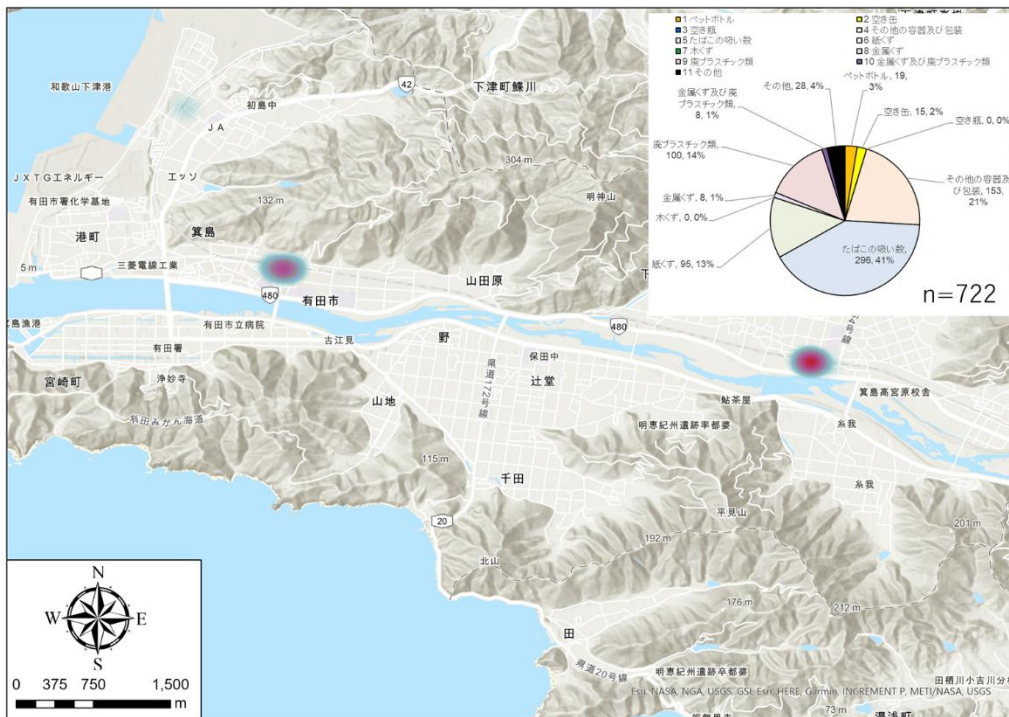 下津町鰈川
和歌山下津港
42
初島中
JA
エッソ
JXTGエネルギー
有田市署化学基地
304 m
明神山
132 m
港町
箕島
5 m
三菱電線工業
480
有田市
山田原
下
480
有田市立病院
古江見
有田署
野
保田中
宮崎町
浄妙寺
県道172号線
辻堂
箕島高宮原校舎
鮎茶屋
糸我
山地
有田みかん海道
明恵紀州遺跡率都婆
115 m
千田
糸我
20
平見山
201 m
192 m
北山
176 m
212 m
田
県道20号線
明恵紀州遺跡卒都婆
田栖川小吉川分校
Esri, NASA, NGA, USGS, GSI, Esri, HERE, Garmin, INCREMENT P, METI/NASA, USGS
73 m
湯浅町
N
W
E
S
0 375 750 1,500
m
1 ペットボトル
2 空き缶
3 空き瓶
4 その他の容器及び包装
5 たばこの吸い殻
6 紙くず
7 木くず
8 金属くず
9 廃プラスチック類
10 金属くず及び廃プラスチック類
11 その他
金属くず及び廃
プラスチック類,
8, 1%
その他, 28, 4%
ペットボトル, 19,
3%
空き缶, 15, 2%
空き瓶, 0, 0%
廃プラスチック類,
100, 14%
その他の容器及
び包装, 153,
21%
金属くず, 8, 1%
木くず, 0, 0%
紙くず, 95, 13%
たばこの吸い殻,
296, 41%
n=722